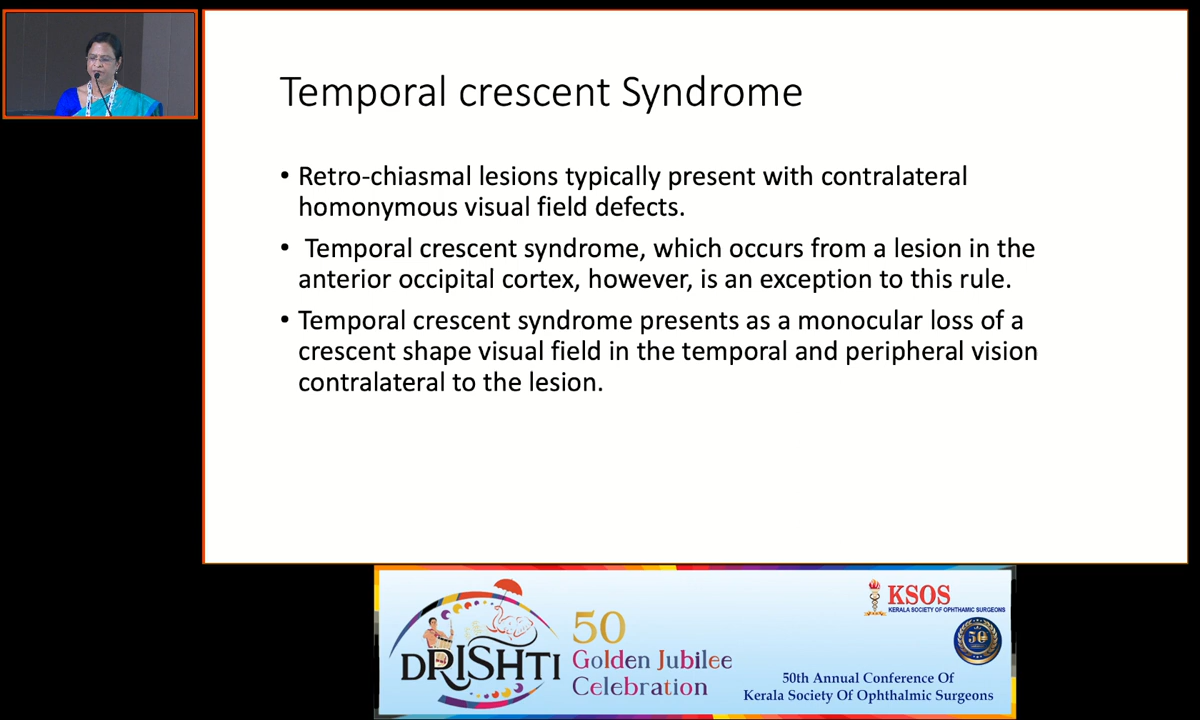 Temporal crescent Syndrome
• Retro-chiasmal lesions typically present with contralateral
homonymous visual field defects.
• Temporal crescent syndrome, which occurs from a lesion in the
anterior occipital cortex, however, is an exception to this rule.
• Temporal crescent syndrome presents as a monocular loss of a
crescent shape visual field in the temporal and peripheral vision
contralateral to the lesion.
DRISHTI
50
Golden Jubilee
Celebration
KSOS
KERALA SOCIETY OF OPHTHAMIC SURGEONS
50
50th Annual Conference Of
Kerala Society Of Ophthalmic Surgeons